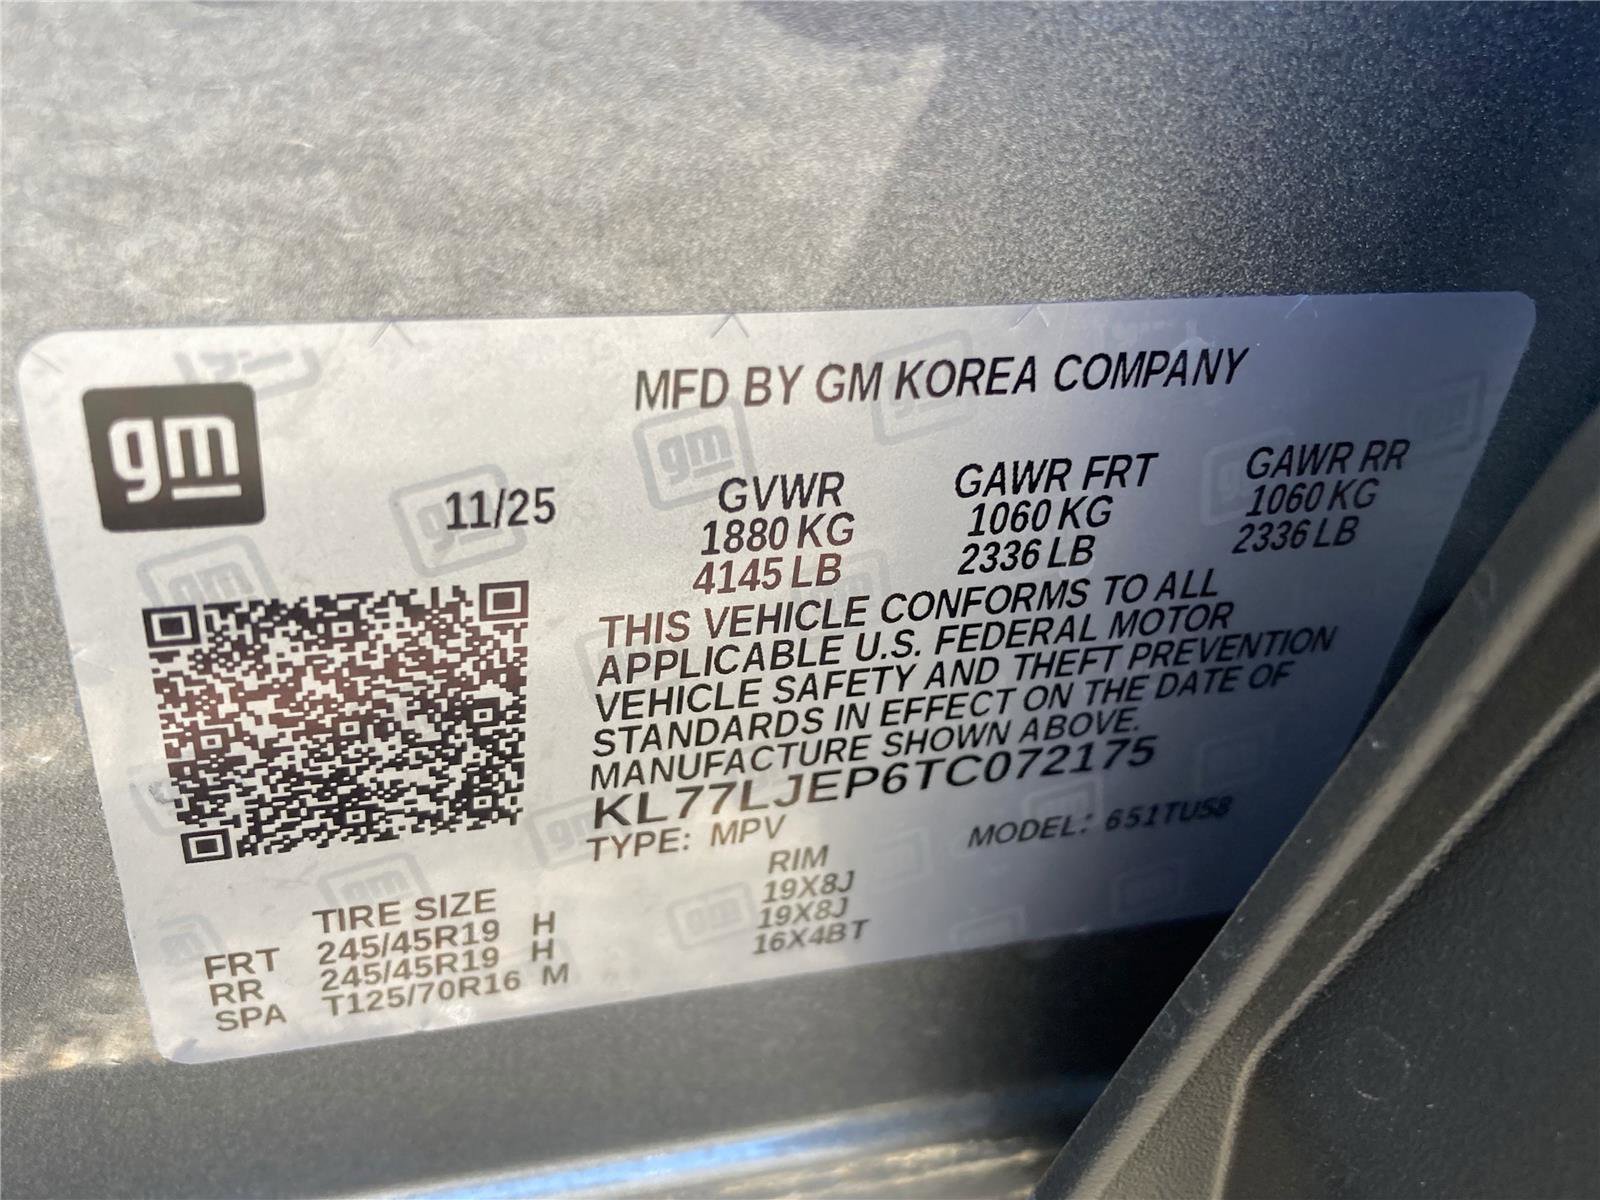 gm
MFD BY GM KOREA COMPANY
11/25 GVWR GAWR FRT GAWR RR
1880 KG 1060 KG 1060 KG
4145 LB 2336 LB 2336 LB
THIS VEHICLE CONFORMS TO ALL
APPLICABLE U.S. FEDERAL MOTOR
VEHICLE SAFETY AND THEFT PREVENTION
STANDARDS IN EFFECT ON THE DATE OF
MANUFACTURE SHOWN ABOVE.
KL77LJEP6TC072175
TYPE: MPV MODEL: 651TUS8
TIRE SIZE RIM
FRT 245/45R19 H 19X8J
RR 245/45R19 H 19X8J
SPA T125/70R16 M 16X4BT